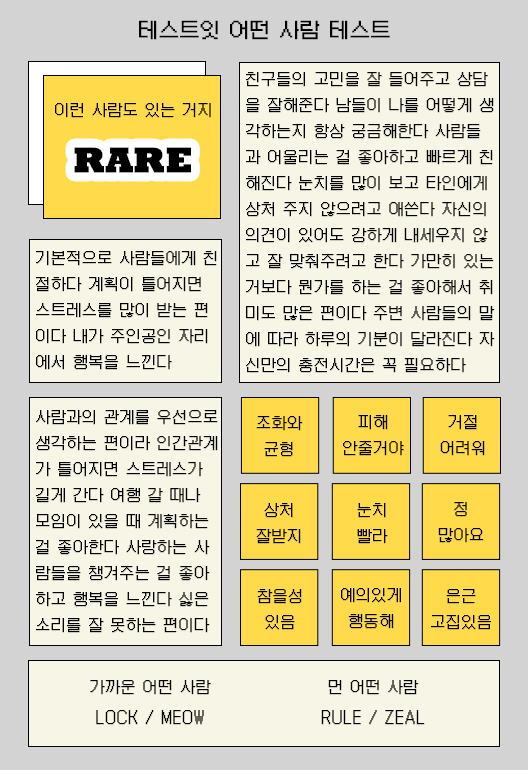 테스트잇 어떤 사람 테스트
이런 사람도 있는 거지
RARE
기본적으로 사람들에게 친
절하다 계획이 틀어지면
스트레스를 많이 받는 편
이다 내가 주인공인 자리
에서 행복을 느낀다
친구들의 고민을 잘 들어주고 상담
을 잘해준다 남들이 나를 어떻게 생
각하는지 항상 궁금해한다 사람들
과 어울리는 걸 좋아하고 빠르게 친
해진다 눈치를 많이 보고 타인에게
상처 주지 않으려고 애쓴다 자신의
의견이 있어도 강하게 내세우지 않
고 잘 맞춰주려고 한다 가만히 있는
거보다 뭔가를 하는 걸 좋아해서 취
미도 많은 편이다 주변 사람들의 말
에 따라 하루의 기분이 달라진다 자
신만의 충전시간은 꼭 필요하다
사람과의 관계를 우선으로
생각하는 편이라 인간관계
가 틀어지면 스트레스가
길게 간다 여행 갈 때나
모임이 있을 때 계획하는
걸 좋아한다 사랑하는 사
람들을 챙겨주는 걸 좋아
하고 행복을 느낀다 싫은
소리를 잘 못하는 편이다
조화와
균형
피해
안줄거야
거절
어려워
상처
잘받지
눈치
빨라
정
많아요
참을성
있음
예의있게
행동해
은근
고집있음
가까운 어떤 사람
LOCK / MEOW
먼 어떤 사람
RULE / ZEAL